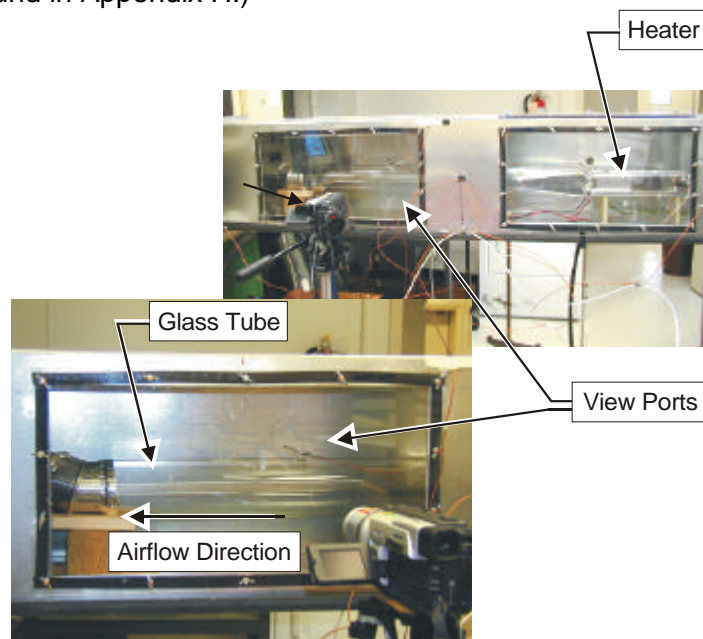 und in Appendix H.)
Heater
Glass Tube
View Ports
Airflow Direction